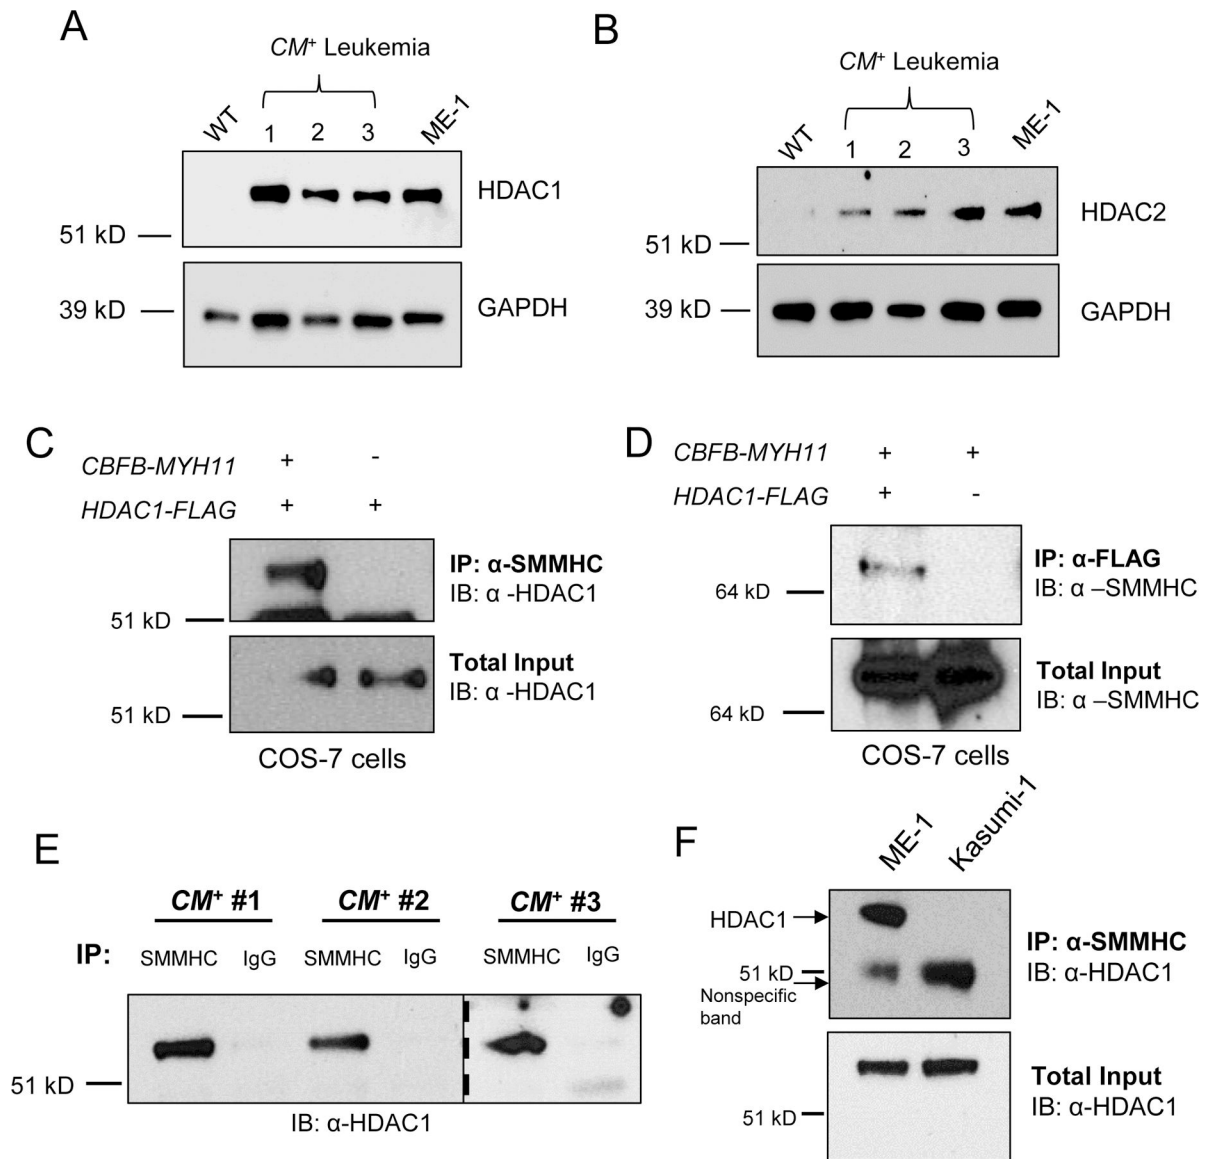 A
CM+ Leukemia
WT 1 2 3 ME-1
HDAC1
51 kD
39 kD
GAPDH
B
CM+ Leukemia
WT 1 2 3 ME-1
HDAC2
51 kD
39 kD
GAPDH
C
CBFB-MYH11 + -
HDAC1-FLAG + +
IP: α-SMMHC
IB: α -HDAC1
51 kD
Total Input
IB: α -HDAC1
51 kD
COS-7 cells
D
CBFB-MYH11 + +
HDAC1-FLAG + -
IP: α-FLAG
IB: α –SMMHC
64 kD
Total Input
IB: α –SMMHC
64 kD
COS-7 cells
E
CM+ #1 CM+ #2 CM+ #3
IP: SMMHC IgG SMMHC IgG SMMHC IgG
51 kD
IB: α-HDAC1
F
ME-1 Kasumi-1
HDAC1
IP: α-SMMHC
IB: α-HDAC1
51 kD
Nonspecific
band
Total Input
IB: α-HDAC1
51 kD